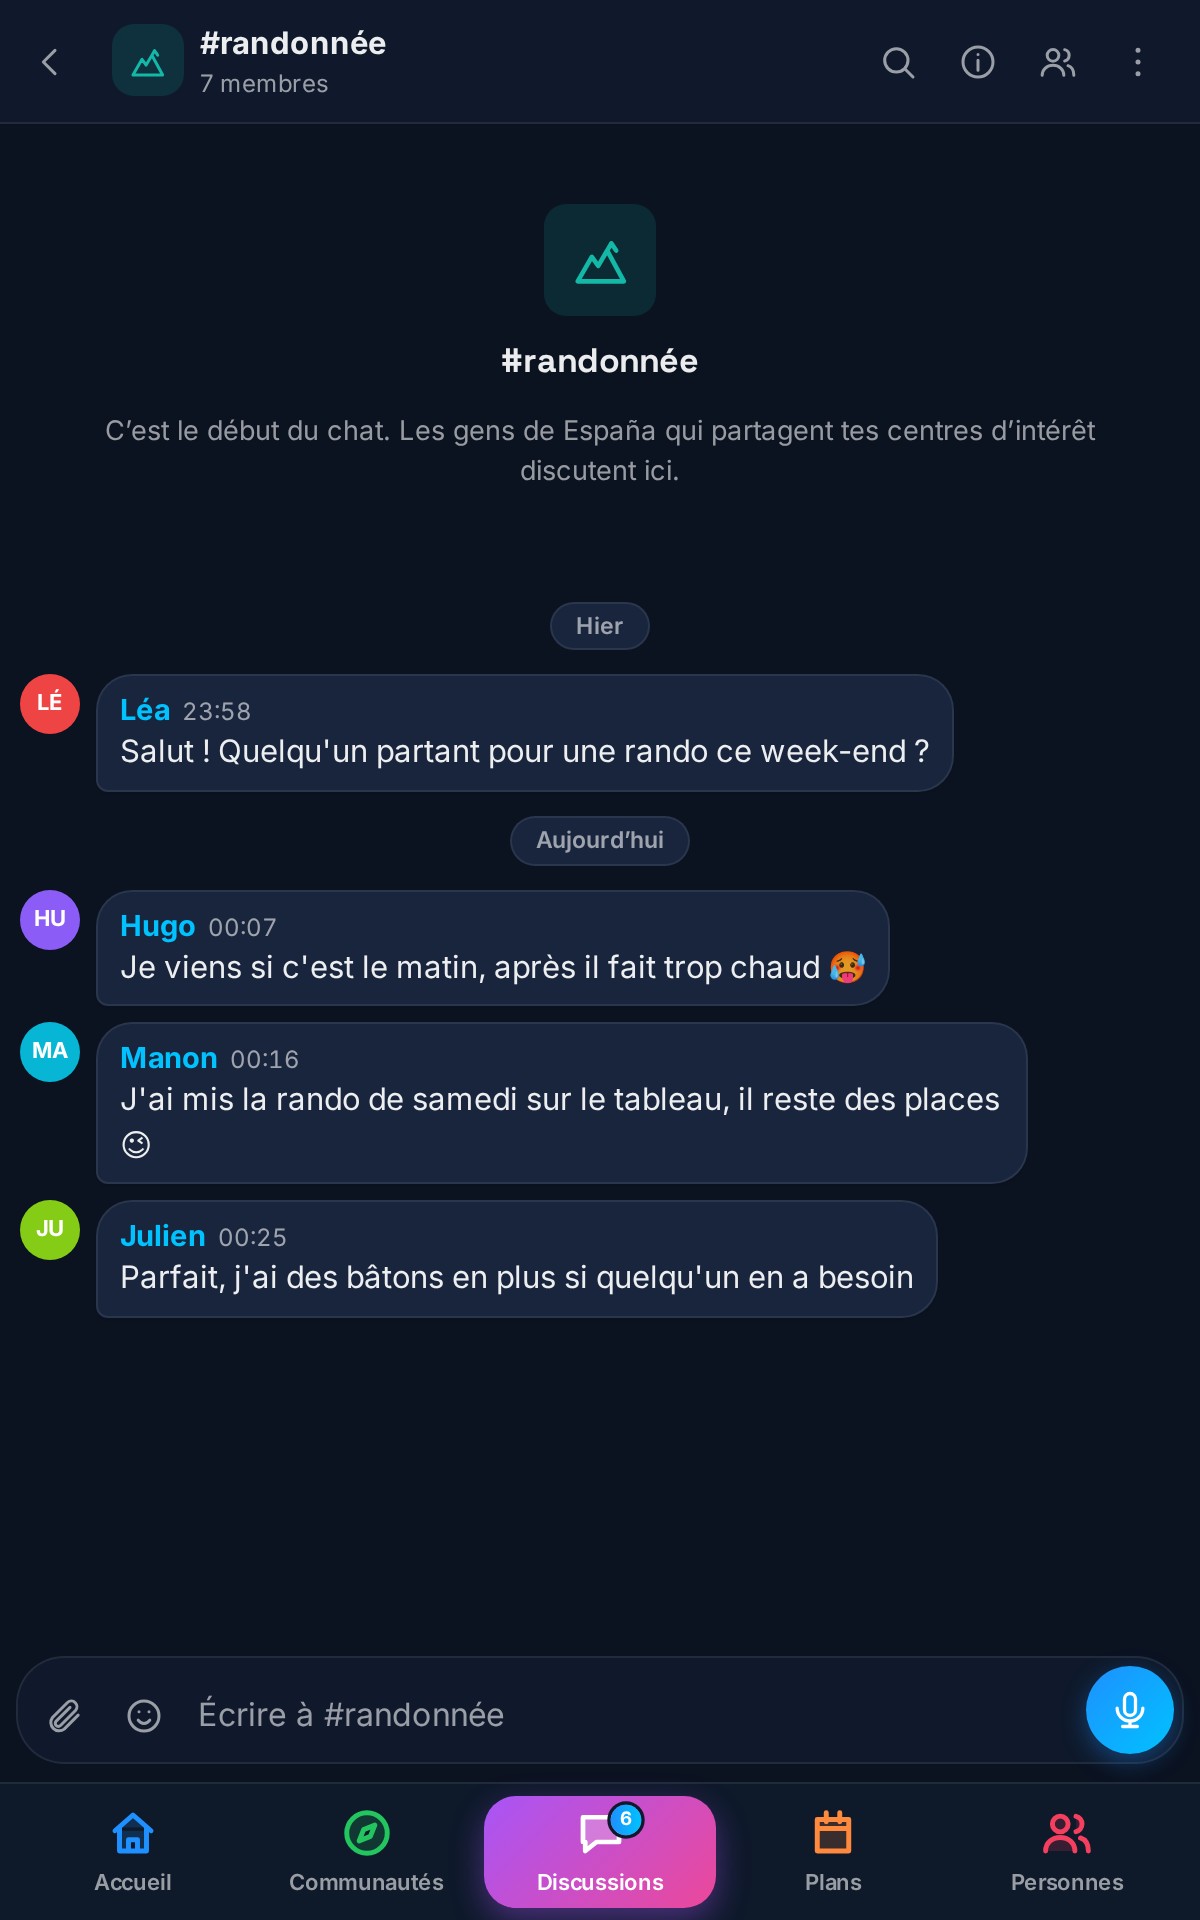 #randonnée
7 membres
#randonnée
C’est le début du chat. Les gens de España qui partagent tes centres d’intérêt
discutent ici.
Hier
LÉ
Léa 23:58
Salut ! Quelqu'un partant pour une rando ce week-end ?
Aujourd’hui
HU
Hugo 00:07
Je viens si c'est le matin, après il fait trop chaud 🥵
MA
Manon 00:16
J'ai mis la rando de samedi sur le tableau, il reste des places
😉
JU
Julien 00:25
Parfait, j'ai des bâtons en plus si quelqu'un en a besoin
Écrire à #randonnée
6
Accueil
Communautés
Discussions
Plans
Personnes